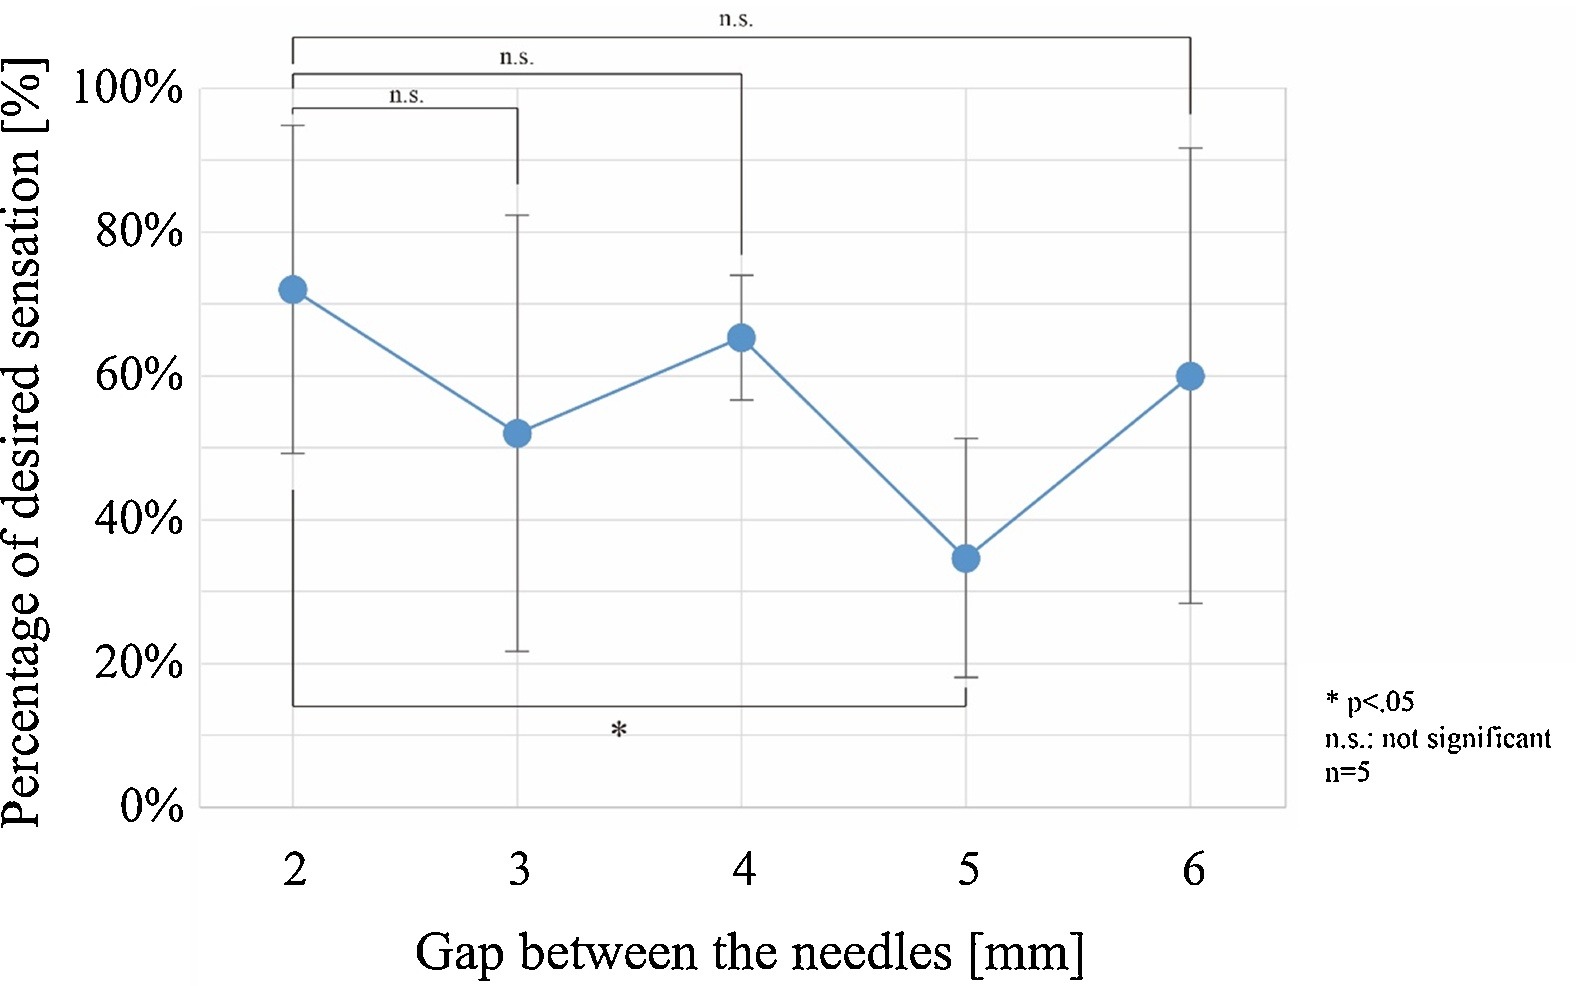 n.s.
n.s.
n.s.
Percentage of desired sensation [%]
100%
80%
60%
40%
20%
0%
*
2 3 4 5 6
Gap between the needles [mm]
* p<.05
n.s.: not significant
n=5